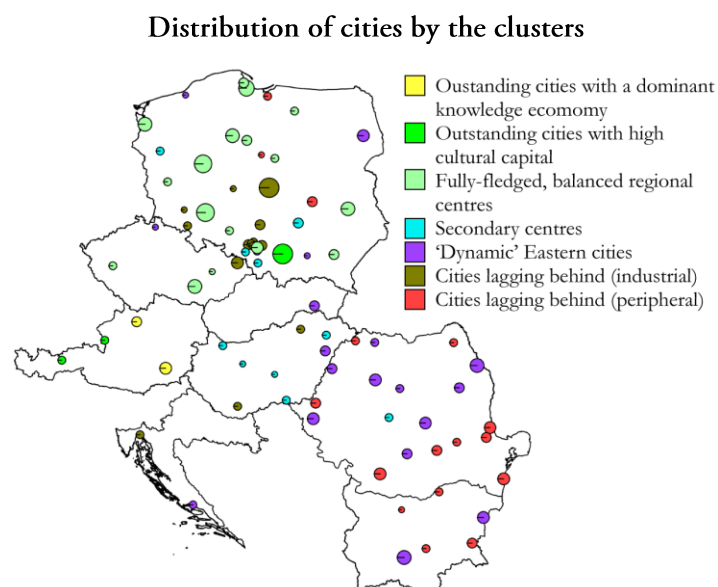 Distribution of cities by the clusters
Oustanding cities with a dominant
knowledge ecomomy
Outstanding cities with high
cultural capital
Fully-fledged, balanced regional
centres
Secondary centres
‘Dynamic’ Eastern cities
Cities lagging behind (industrial)
Cities lagging behind (peripheral)